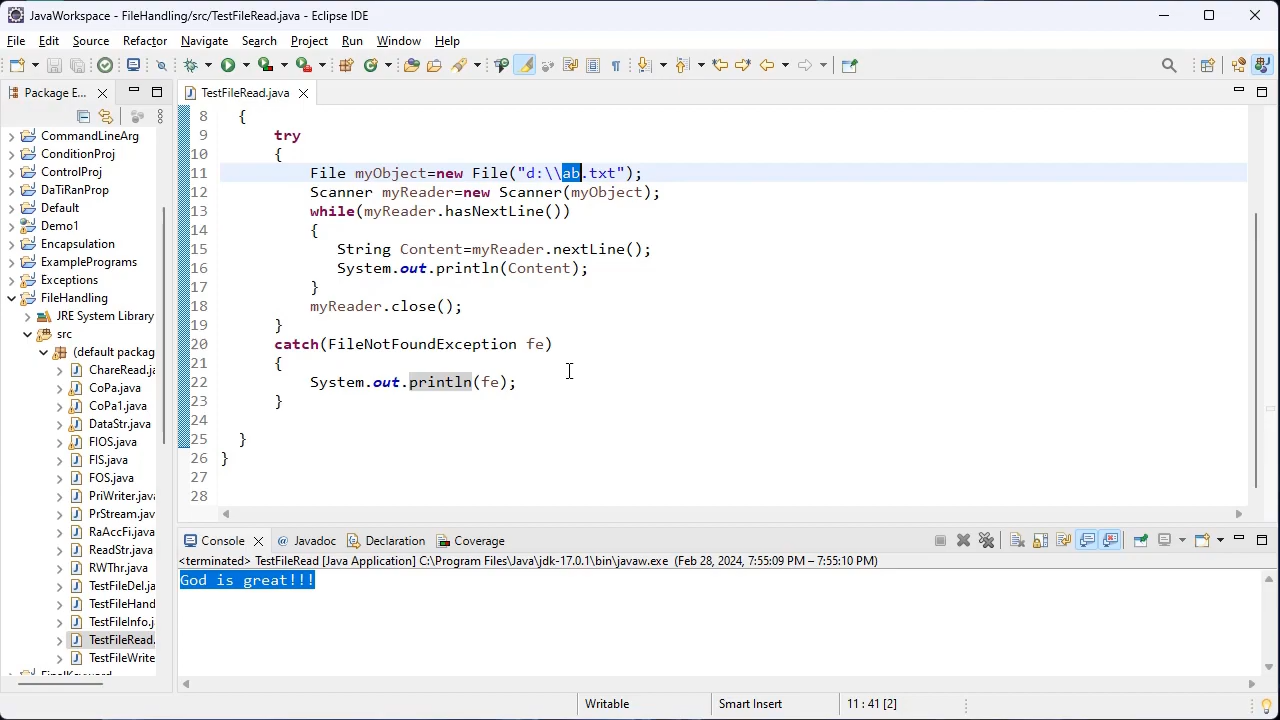 JavaWorkspace - FileHandling/src/TestFileRead.java - Eclipse IDE
File Edit Source Refactor Navigate Search Project Run Window Help
Package E...
TestFileRead.java
CommandLineArg
ConditionProj
ControlProj
DaTiRanProp
Default
Demo1
Encapsulation
ExamplePrograms
Exceptions
FileHandling
JRE System Library
src
(default packag
ChareRead.ja
CoPa.java
CoPa1.java
DataStr.java
FIOS.java
FIS.java
FOS.java
PriWriter.java
PrStream.java
RaAccFi.java
ReadStr.java
RWThr.java
TestFileDel.ja
TestFileHand
TestFileInfo.j
TestFileRead.
TestFileWrite
FinalKeyword
8 {
9 try
10 {
11 File myObject=new File("d:\\ab.txt");
12 Scanner myReader=new Scanner(myObject);
13 while(myReader.hasNextLine())
14 {
15 String Content=myReader.nextLine();
16 System.out.println(Content);
17 }
18 myReader.close();
19 }
20 catch(FileNotFoundException fe)
21 {
22 System.out.println(fe);
23 }
24
25 }
26 }
27
28
Console Javadoc Declaration Coverage
<terminated> TestFileRead [Java Application] C:\Program Files\Java\jdk-17.0.1\bin\javaw.exe (Feb 28, 2024, 7:55:09 PM – 7:55:10 PM)
God is great!!!
Writable Smart Insert 11 : 41 [2]